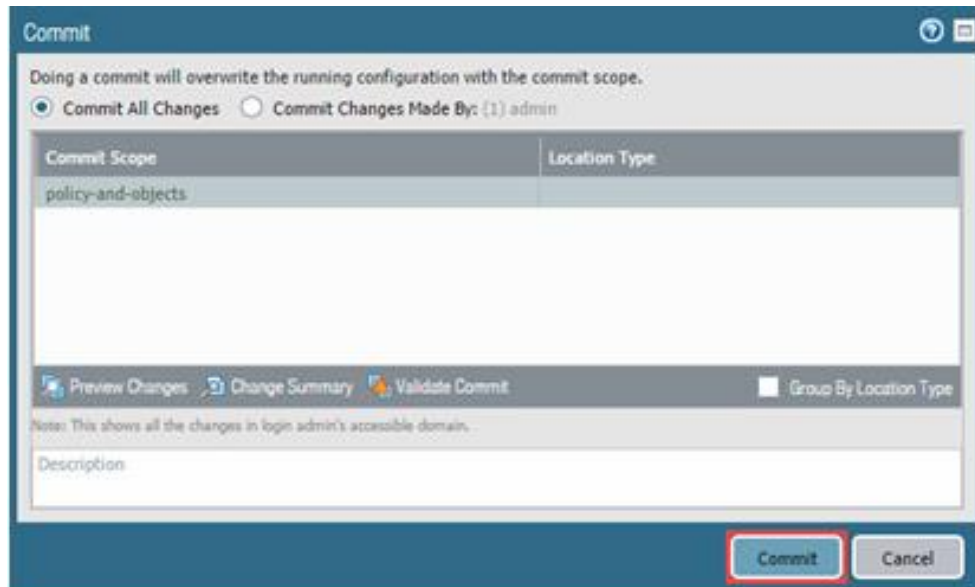 Commit
Doing a commit will overwrite the running configuration with the commit scope.
Commit All Changes Commit Changes Made By: (1) admin
Commit Scope Location Type
policy-and-objects
Preview Changes Change Summary Validate Commit Group By Location Type
Note: This shows all the changes in login admin's accessible domain.
Description
Commit Cancel